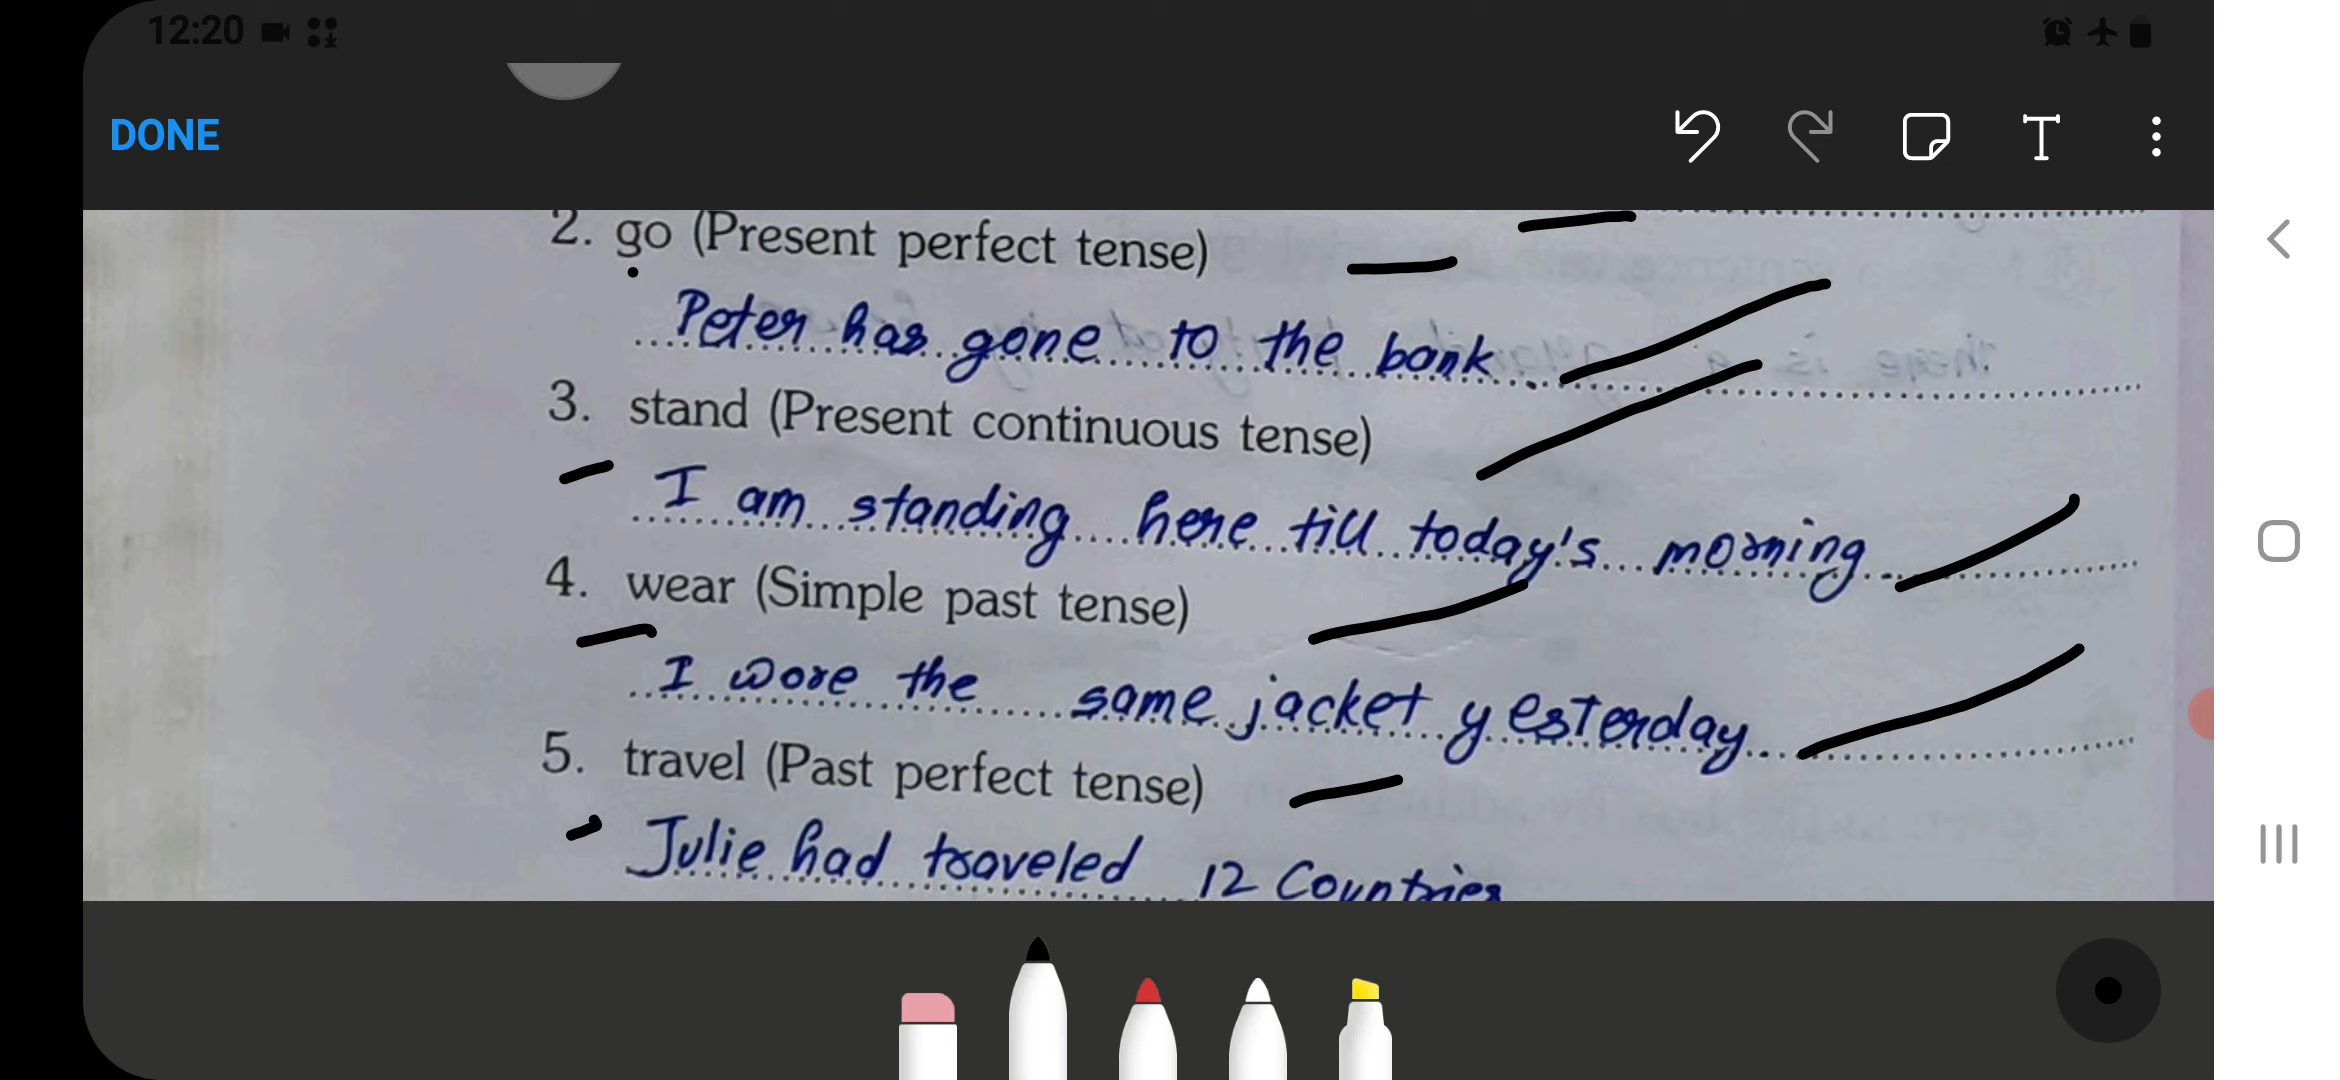 12:20
DONE
T
2. go (Present perfect tense)
Peter has gone to the bank
3. stand (Present continuous tense)
I am standing here till today's morning
4. wear (Simple past tense)
I wore the same jacket yesterday
5. travel (Past perfect tense)
Julie had traveled 12 Countries